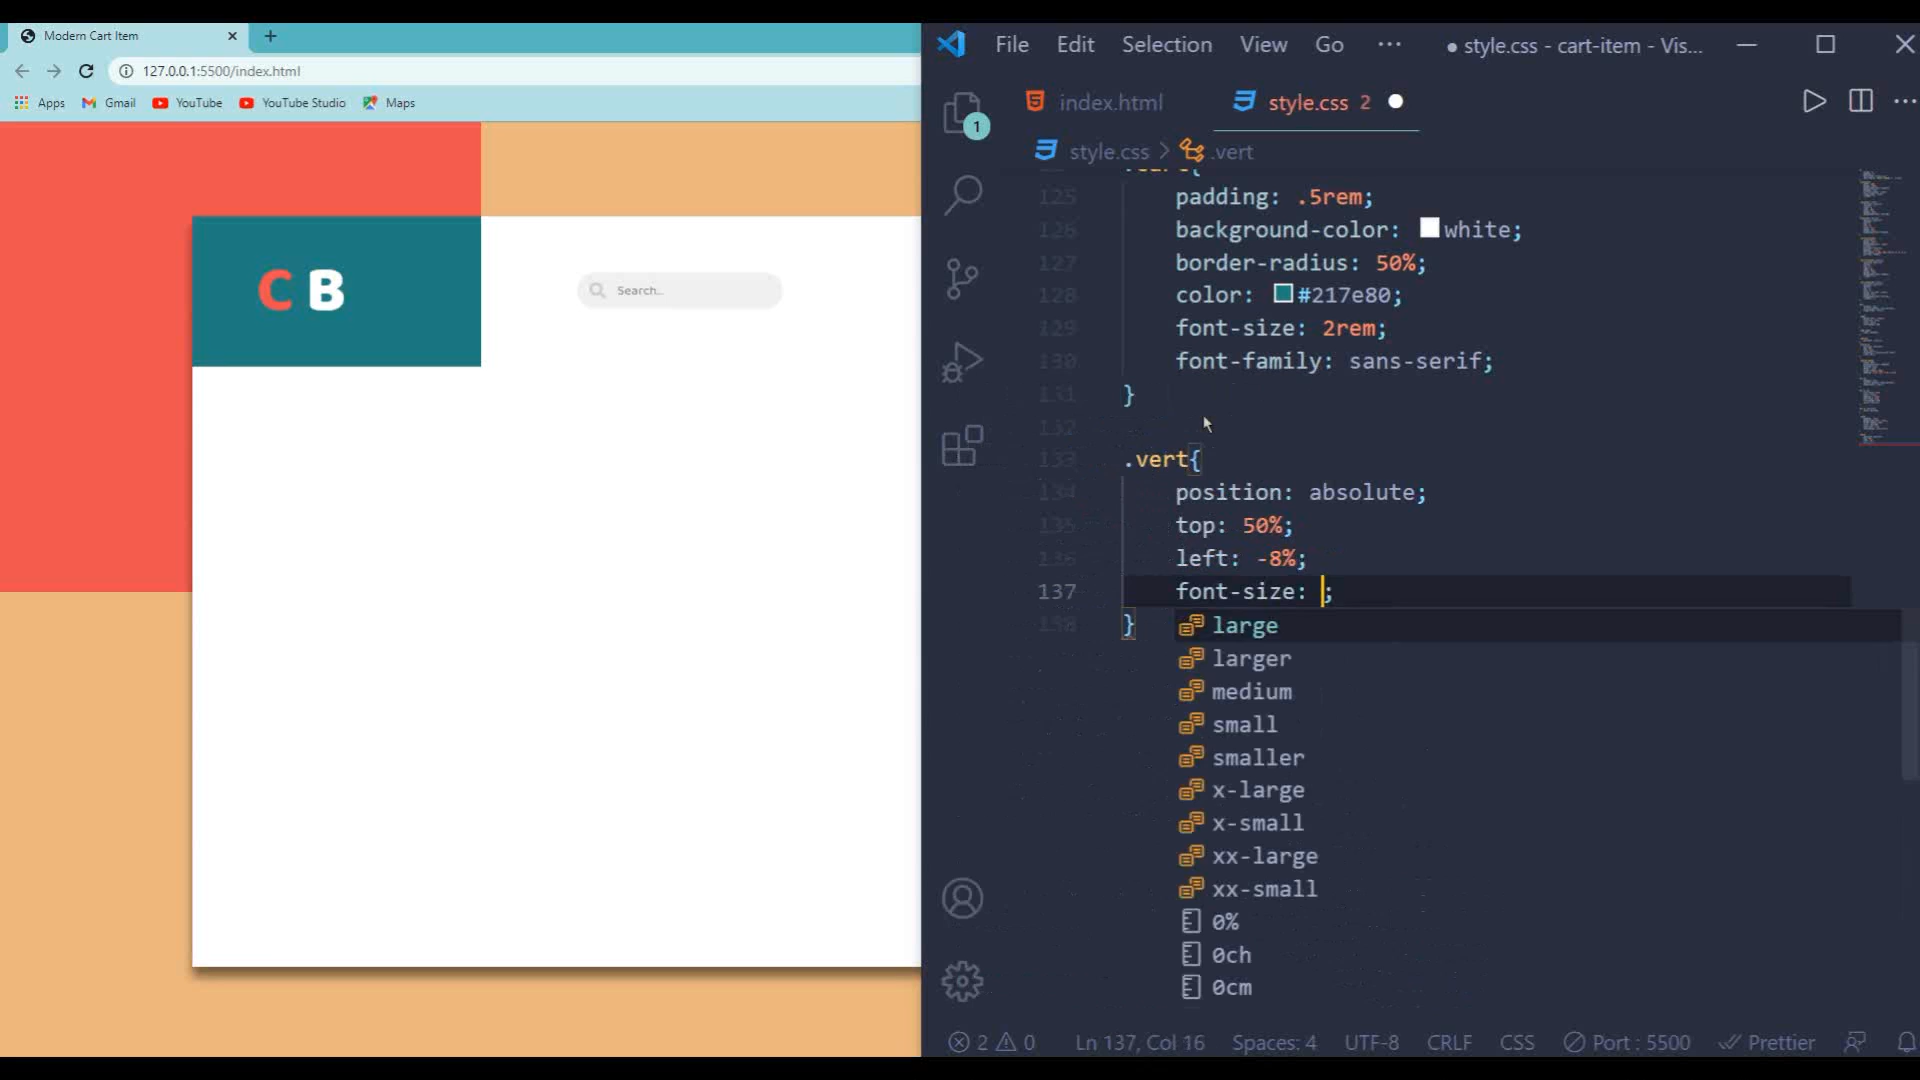 Modern Cart Item
127.0.0.1:5500/index.html
Apps
Gmail
YouTube
YouTube Studio
Maps
C B
Search...
File Edit Selection View Go ···
● style.css - cart-item - Vis...
1
index.html
style.css 2
style.css > .vert
125 padding: .5rem;
126 background-color: white;
127 border-radius: 50%;
128 color: #217e80;
129 font-size: 2rem;
130 font-family: sans-serif;
131 }
132
133 .vert{
134 position: absolute;
135 top: 50%;
136 left: -8%;
137 font-size: ;
138 }
large
larger
medium
small
smaller
x-large
x-small
xx-large
xx-small
0%
0ch
0cm
2 0 Ln 137, Col 16 Spaces: 4 UTF-8 CRLF CSS Port : 5500 Prettier